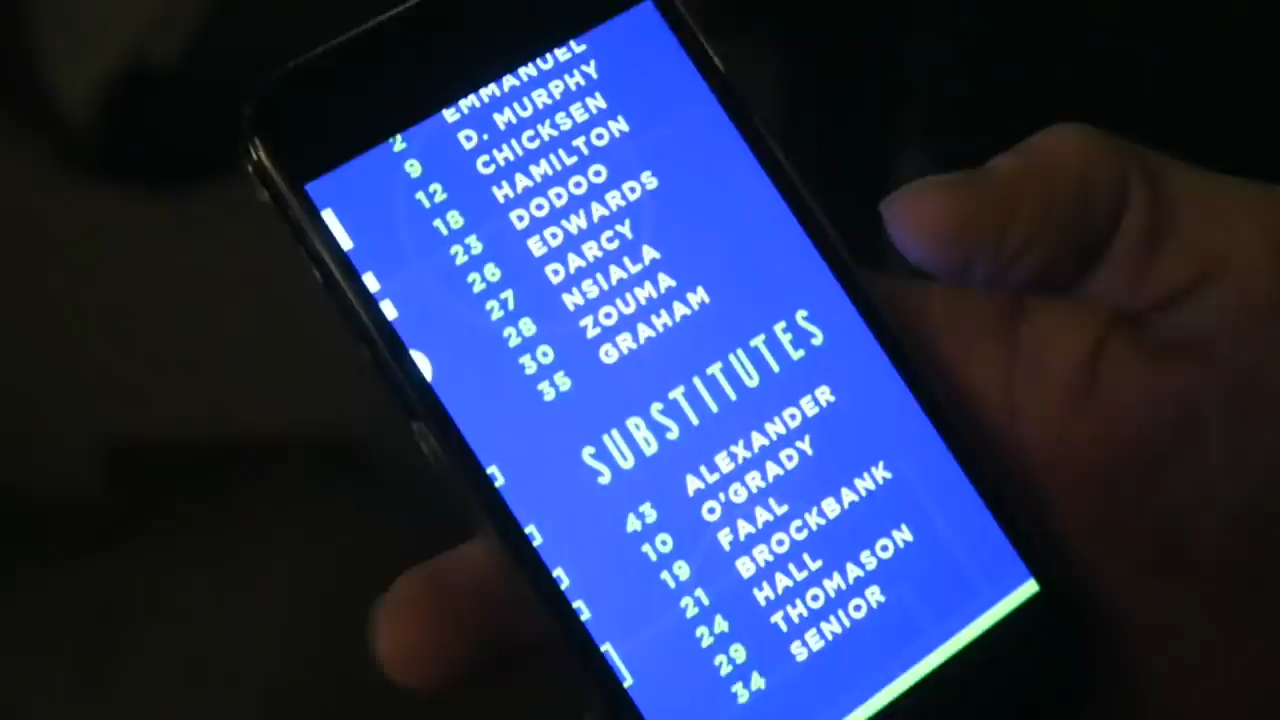 2 EMMANUEL
9 D. MURPHY
12 CHICKSEN
18 HAMILTON
23 DODOO
26 EDWARDS
27 DARCY
28 NSIALA
30 ZOUMA
35 GRAHAM
SUBSTITUTES
43 ALEXANDER
10 O'GRADY
19 FAAL
21 BROCKBANK
24 HALL
29 THOMASON
34 SENIOR